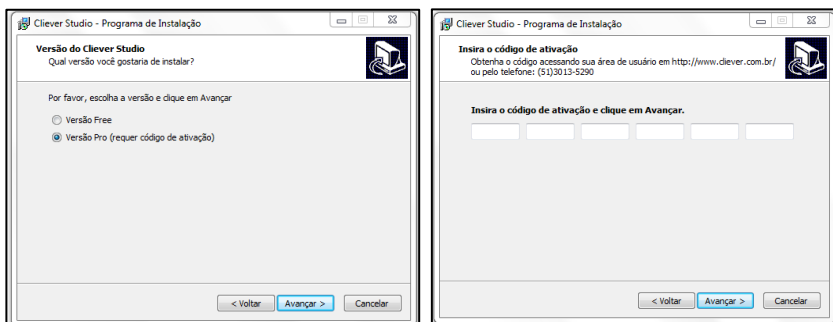 Cliever Studio - Programa de Instalação
Versão do Cliever Studio
Qual versão você gostaria de instalar?
Por favor, escolha a versão e clique em Avançar
Versão Free
Versão Pro (requer código de ativação)
< Voltar
Avançar >
Cancelar
Cliever Studio - Programa de Instalação
Insira o código de ativação
Obtenha o código acessando sua área de usuário em http://www.cliever.com.br/
ou pelo telefone: (51)3013-5290
Insira o código de ativação e clique em Avançar.
< Voltar
Avançar >
Cancelar